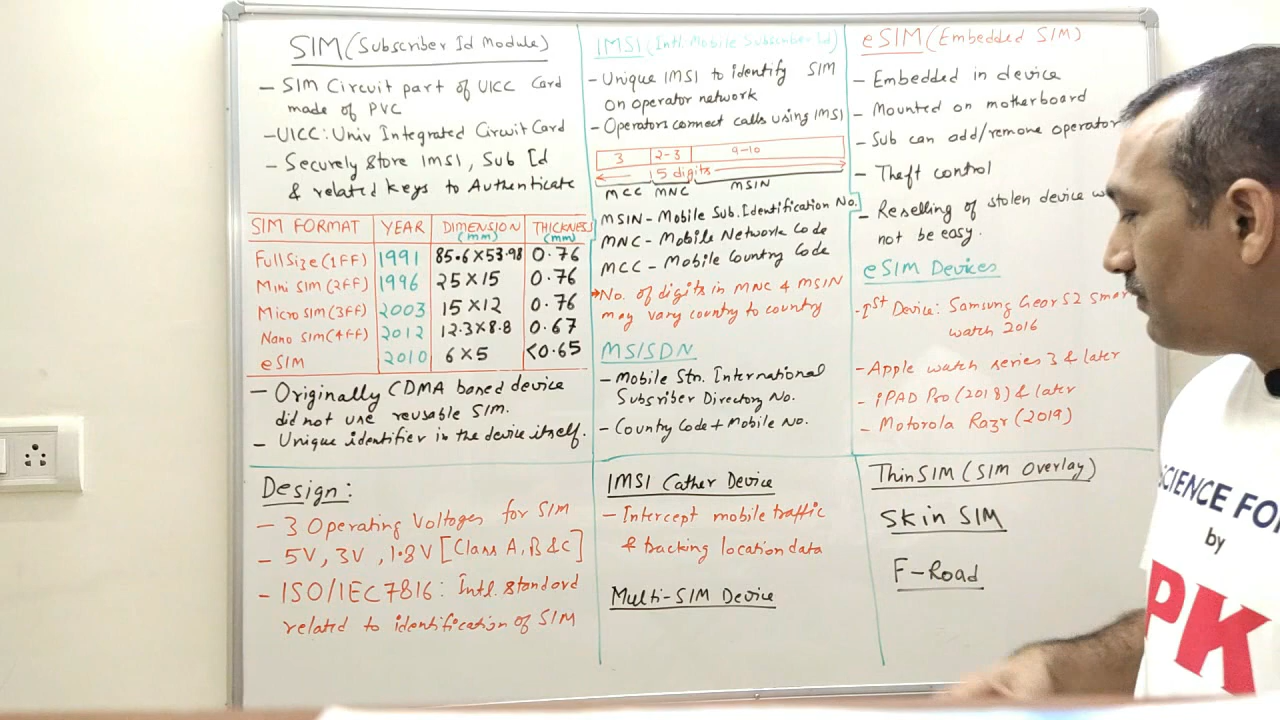 SIM (Subscriber Id Module)
- SIM Circuit part of UICC Card
made of PVC
- UICC: Univ Integrated Circuit Card
- Securely store IMSI, Sub Id
& related Keys to Authenticate
SIM FORMAT YEAR DIMENSION (mm) THICKNESS (mm)
Full Size (1FF) 1991 85.6 X 53.98 0.76
Mini SIM (2FF) 1996 25 X 15 0.76
Micro SIM (3FF) 2003 15 X 12 0.76
Nano SIM (4FF) 2012 12.3 X 8.8 0.67
eSIM 2010 6 X 5 <0.65
- Originally CDMA based device
did not use reusable SIM.
- Unique identifier in the device itself.
Design:
- 3 Operating Voltages for SIM
- 5V, 3V, 1.8V [Class A, B & C]
- ISO/IEC 7816: Intl. standard
related to identification of SIM
IMSI (Intl. Mobile Subscriber Id)
- Unique IMSI to identify SIM
on operator network
- Operators connect calls using IMSI
3 2-3 9-10
15 digits
MCC MNC MSIN
MSIN - Mobile Sub. Identification No.
MNC - Mobile Network Code
MCC - Mobile Country Code
→ No. of digits in MNC & MSIN
may vary country to country
MSISDN
- Mobile Stn. International
Subsriber Directory No.
- Country Code + Mobile No.
IMSI Cather Device
- Intercept mobile traffic
& tracking location data
Multi-SIM Device
eSIM (Embedded SIM)
- Embedded in device
- Mounted on motherboard
- Sub can add/remove operator
- Theft control
- Reselling of stolen device w
not be easy.
eSIM Devices
- 1st Device: Samsung Gear S2 Smar
watch 2016
- Apple watch series 3 & later
- iPAD Pro (2018) & later
- Motorola Razr (2019)
Thin SIM (SIM Overlay)
Skin SIM
F-Road
SCIENCE FO
by
PK